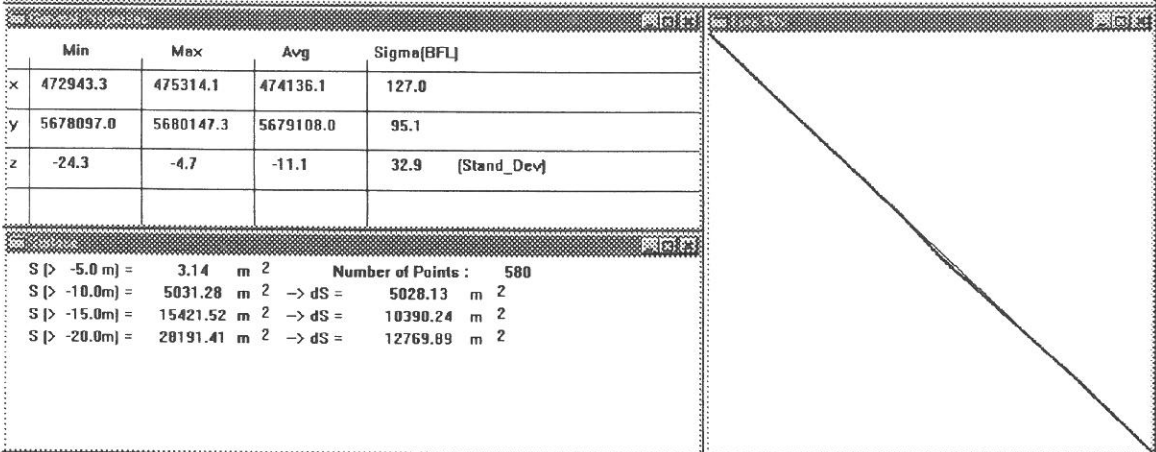 Min Max Avg Sigma(BFL)
x 472943.3 475314.1 474136.1 127.0
y 5678097.0 5680147.3 5679108.0 95.1
z -24.3 -4.7 -11.1 32.9 (Stand_Dev)
S (> -5.0 m) = 3.14 m 2 Number of Points : 580
S (> -10.0m) = 5031.28 m 2 –> dS = 5028.13 m 2
S (> -15.0m) = 15421.52 m 2 –> dS = 10390.24 m 2
S (> -20.0m) = 28191.41 m 2 –> dS = 12769.89 m 2